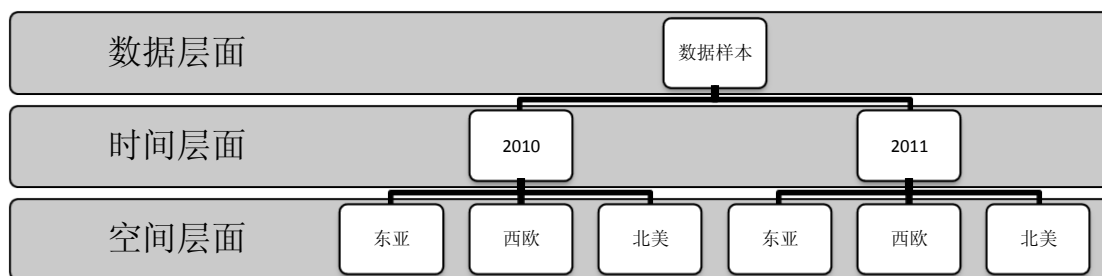 数据层面
数据样本
时间层面
2010
2011
空间层面
东亚
西欧
北美
东亚
西欧
北美